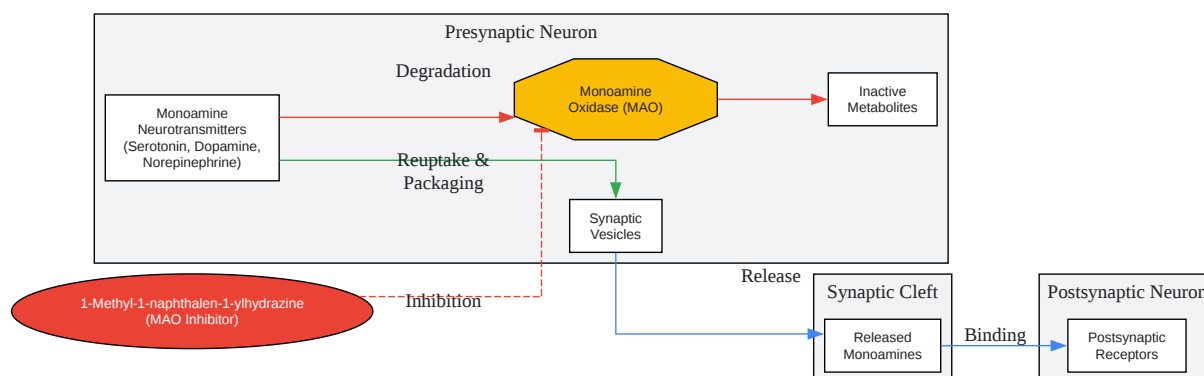 Presynaptic Neuron
Degradation
Monoamine
Oxidase (MAO)
Inactive
Metabolites
Monoamine
Neurotransmitters
(Serotonin, Dopamine,
Norepinephrine)
Reuptake &
Packaging
Synaptic
Vesicles
Release
1-Methyl-1-naphthalen-1-ylhydrazine
(MAO Inhibitor)
Inhibition
Synaptic Cleft
Released
Monoamines
Binding
Postsynaptic Neuron
Postsynaptic
Receptors